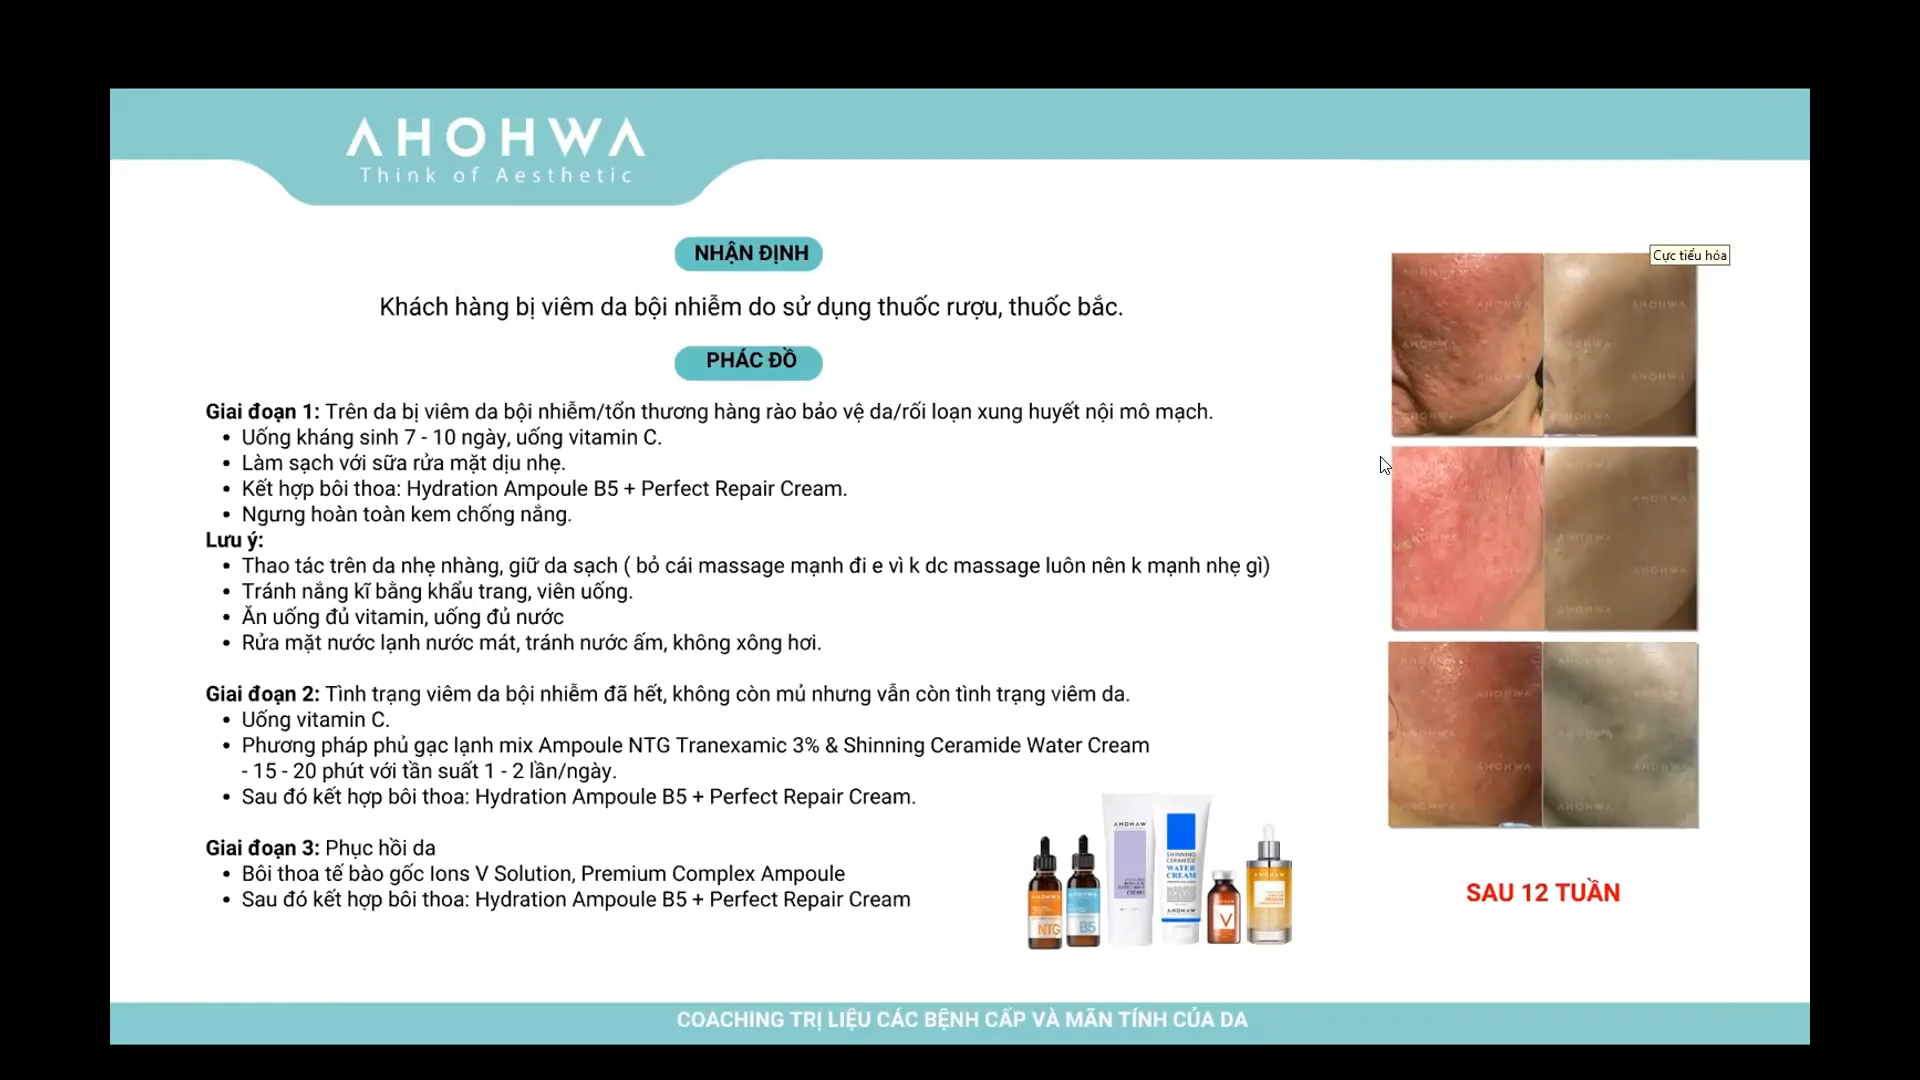 AHOHWA
Think of Aesthetic
NHẬN ĐỊNH
Cực tiểu hóa
Khách hàng bị viêm da bội nhiễm do sử dụng thuốc rượu, thuốc bắc.
PHÁC ĐỒ
Giai đoạn 1: Trên da bị viêm da bội nhiễm/tổn thương hàng rào bảo vệ da/rối loạn xung huyết nội mô mạch.
• Uống kháng sinh 7 - 10 ngày, uống vitamin C.
• Làm sạch với sữa rửa mặt dịu nhẹ.
• Kết hợp bôi thoa: Hydration Ampoule B5 + Perfect Repair Cream.
• Ngưng hoàn toàn kem chống nắng.
Lưu ý:
• Thao tác trên da nhẹ nhàng, giữ da sạch ( bỏ cái massage mạnh đi e vì k dc massage luôn nên k mạnh nhẹ gì)
• Tránh nắng kĩ bằng khẩu trang, viên uống.
• Ăn uống đủ vitamin, uống đủ nước
• Rửa mặt nước lạnh nước mát, tránh nước ấm, không xông hơi.
Giai đoạn 2: Tình trạng viêm da bội nhiễm đã hết, không còn mủ nhưng vẫn còn tình trạng viêm da.
• Uống vitamin C.
• Phương pháp phủ gạc lạnh mix Ampoule NTG Tranexamic 3% & Shinning Ceramide Water Cream
- 15 - 20 phút với tần suất 1 - 2 lần/ngày.
• Sau đó kết hợp bôi thoa: Hydration Ampoule B5 + Perfect Repair Cream.
Giai đoạn 3: Phục hồi da
• Bôi thoa tế bào gốc Ions V Solution, Premium Complex Ampoule
• Sau đó kết hợp bôi thoa: Hydration Ampoule B5 + Perfect Repair Cream
NTG
B5
SHINNING
CERAMIDE
WATER
CREAM
V
SAU 12 TUẦN
COACHING TRỊ LIỆU CÁC BỆNH CẤP VÀ MÃN TÍNH CỦA DA